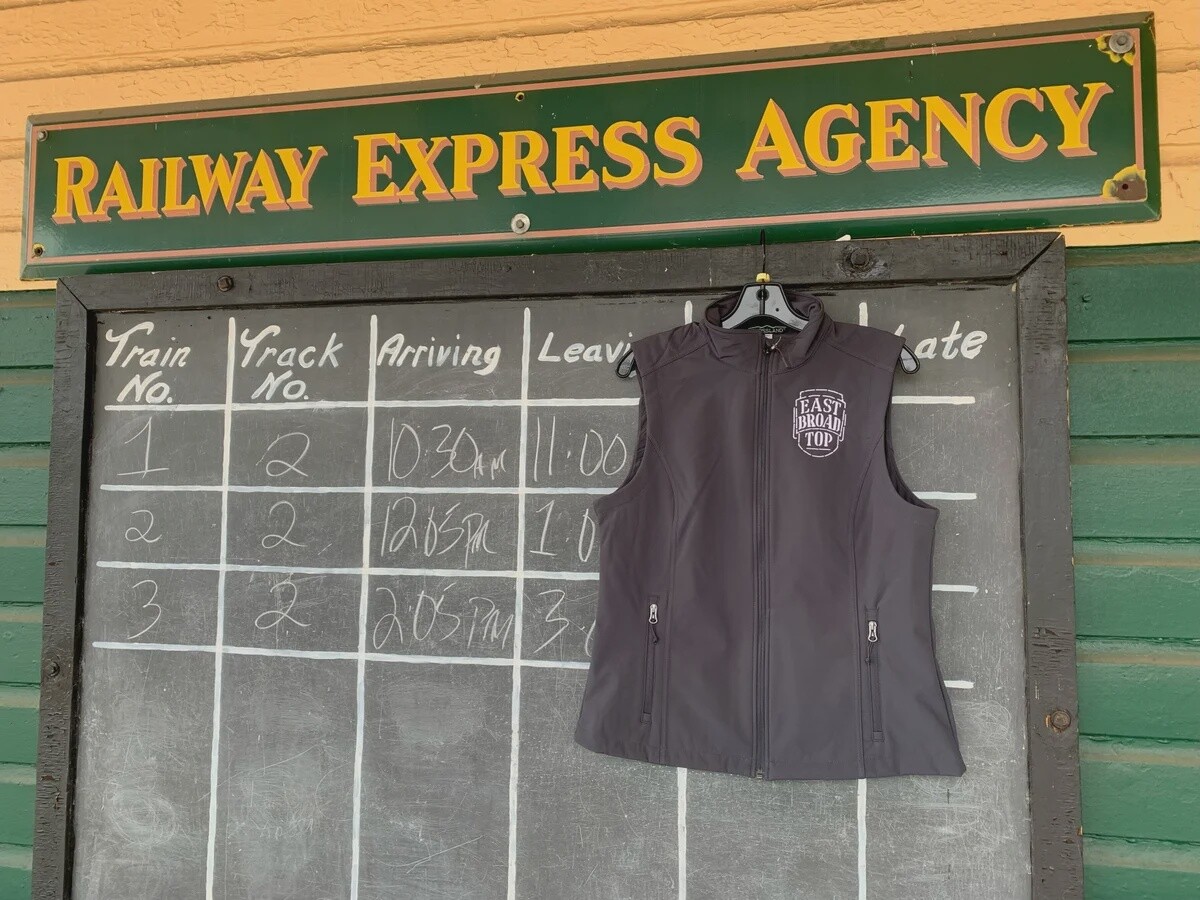 RAILWAY EXPRESS AGENCY
Train No. Track No. Arriving Leavi ate
1 2 10:30AM 11:00
2 2 12:05PM 1:0
3 2 2:05PM 3:
EAST
BROAD
TOP